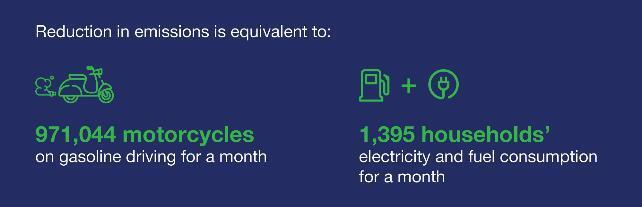 Reduction in emissions is equivalent to:
971,044 motorcycles
on gasoline driving for a month
1,395 households’
electricity and fuel consumption
for a month